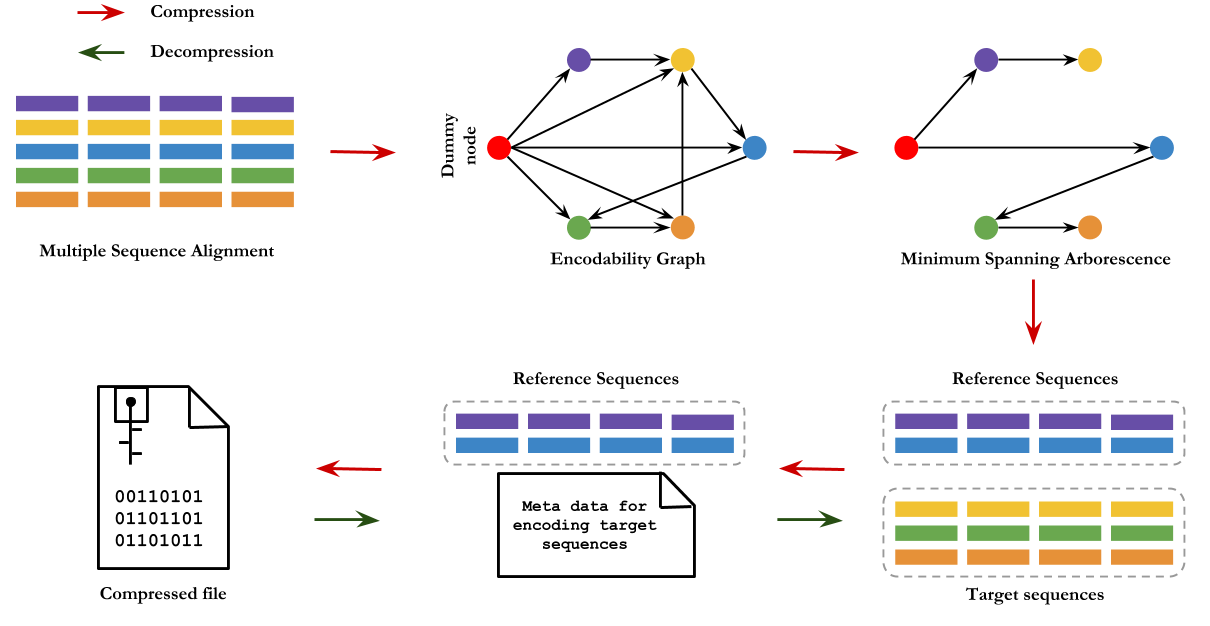 Compression
Decompression
Dummy
node
Multiple Sequence Alignment
Encodability Graph
Minimum Spanning Arborescence
Reference Sequences
Reference Sequences
00110101
01101101
01101011
Meta data for
encoding target
sequences
Compressed file
Target sequences